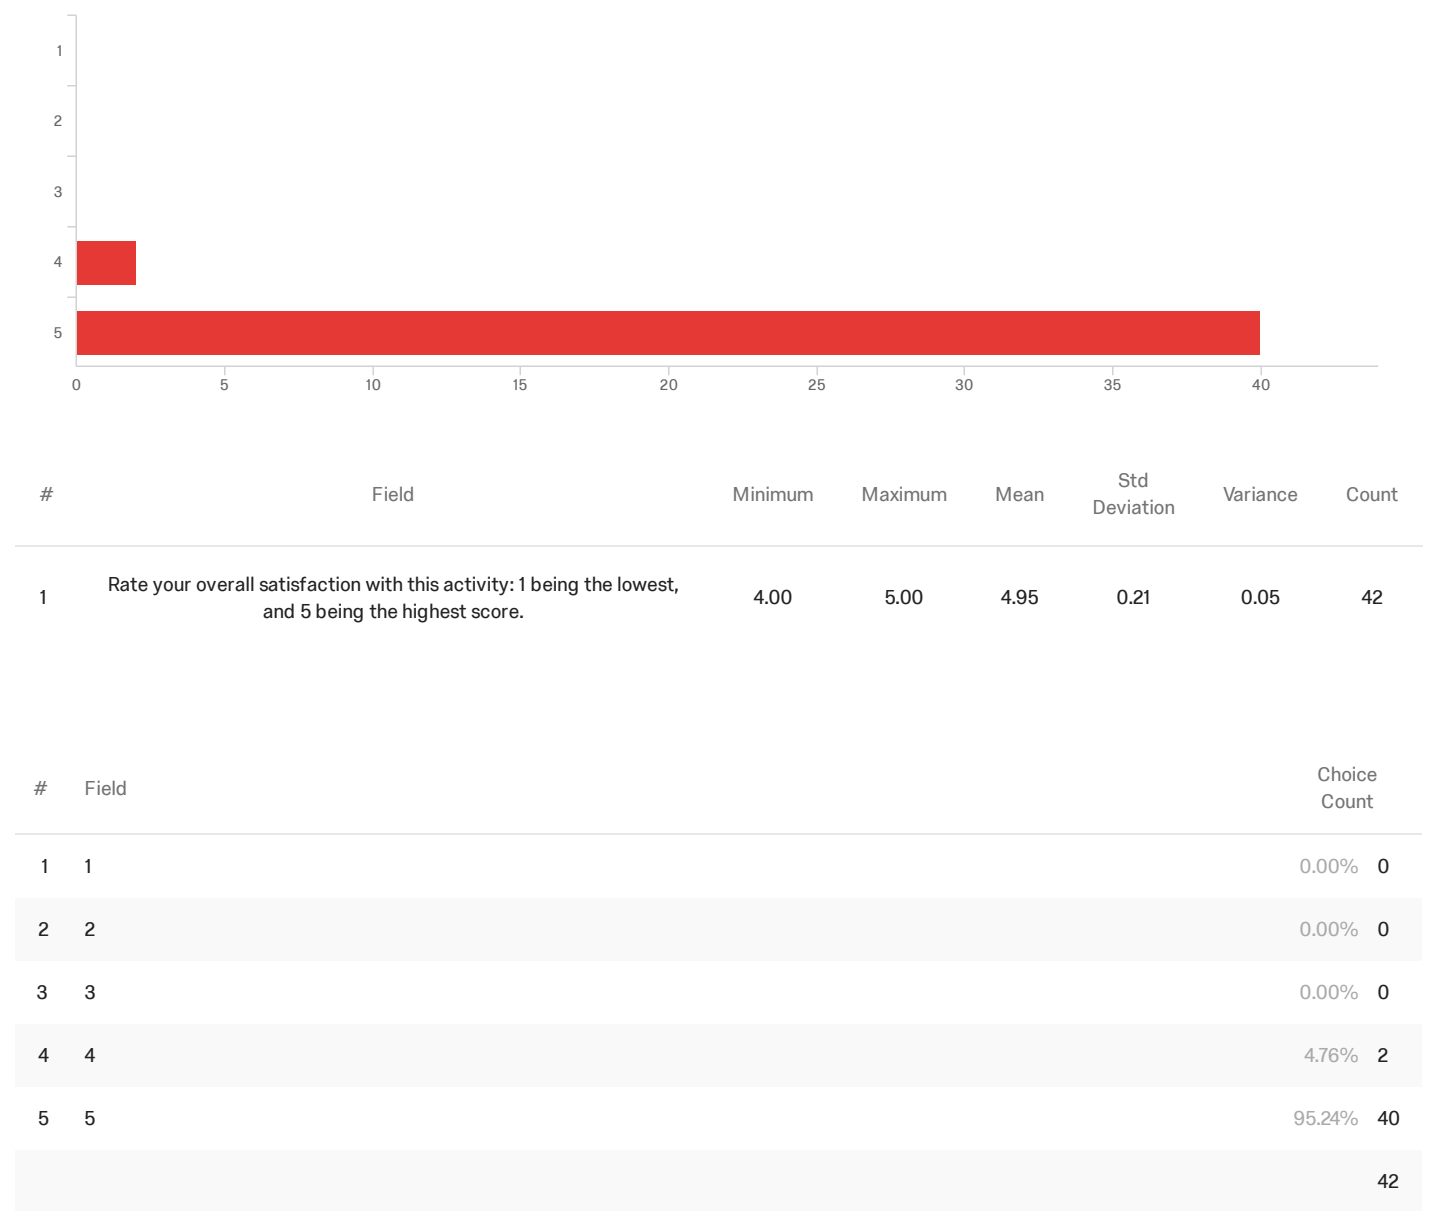 1
2
3
4
5
0 5 10 15 20 25 30 35 40
# Field Minimum Maximum Mean Std Deviation Variance Count
1 Rate your overall satisfaction with this activity: 1 being the lowest,
and 5 being the highest score. 4.00 5.00 4.95 0.21 0.05 42
# Field Choice Count
1 1 0.00% 0
2 2 0.00% 0
3 3 0.00% 0
4 4 4.76% 2
5 5 95.24% 40
42